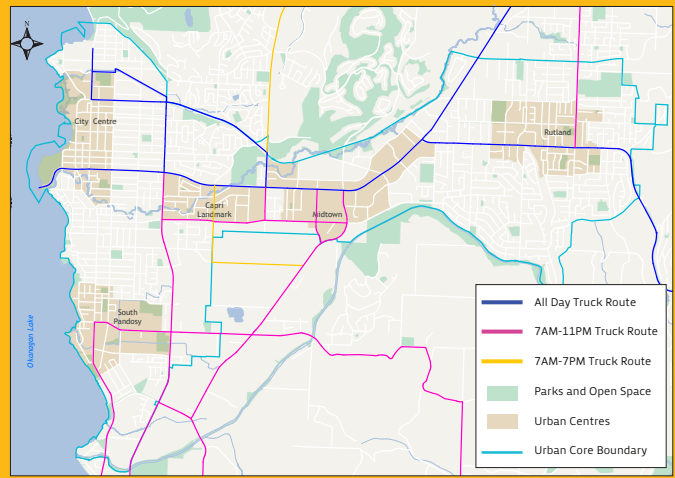 N
City Centre
Rutland
Capri
Landmark
Midtown
South
Pandosy
Okanagan Lake
All Day Truck Route
7AM-11PM Truck Route
7AM-7PM Truck Route
Parks and Open Space
Urban Centres
Urban Core Boundary